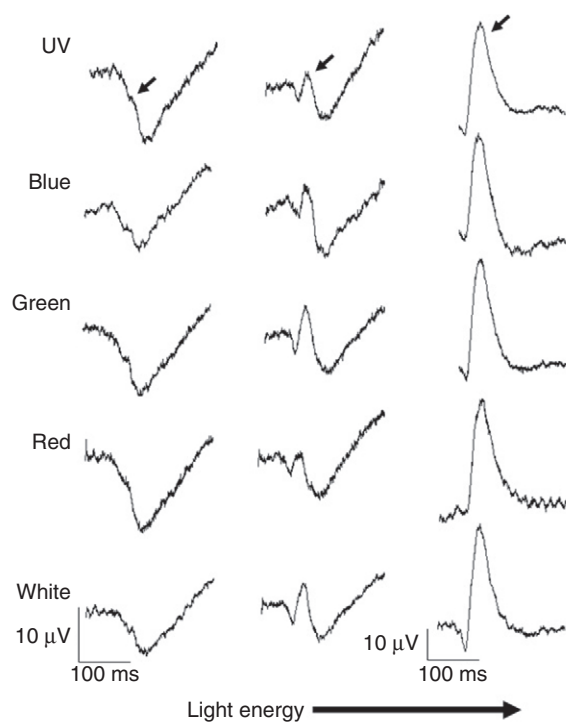 UV
Blue
Green
Red
White
10 μV
100 ms
10 μV
100 ms
Light energy